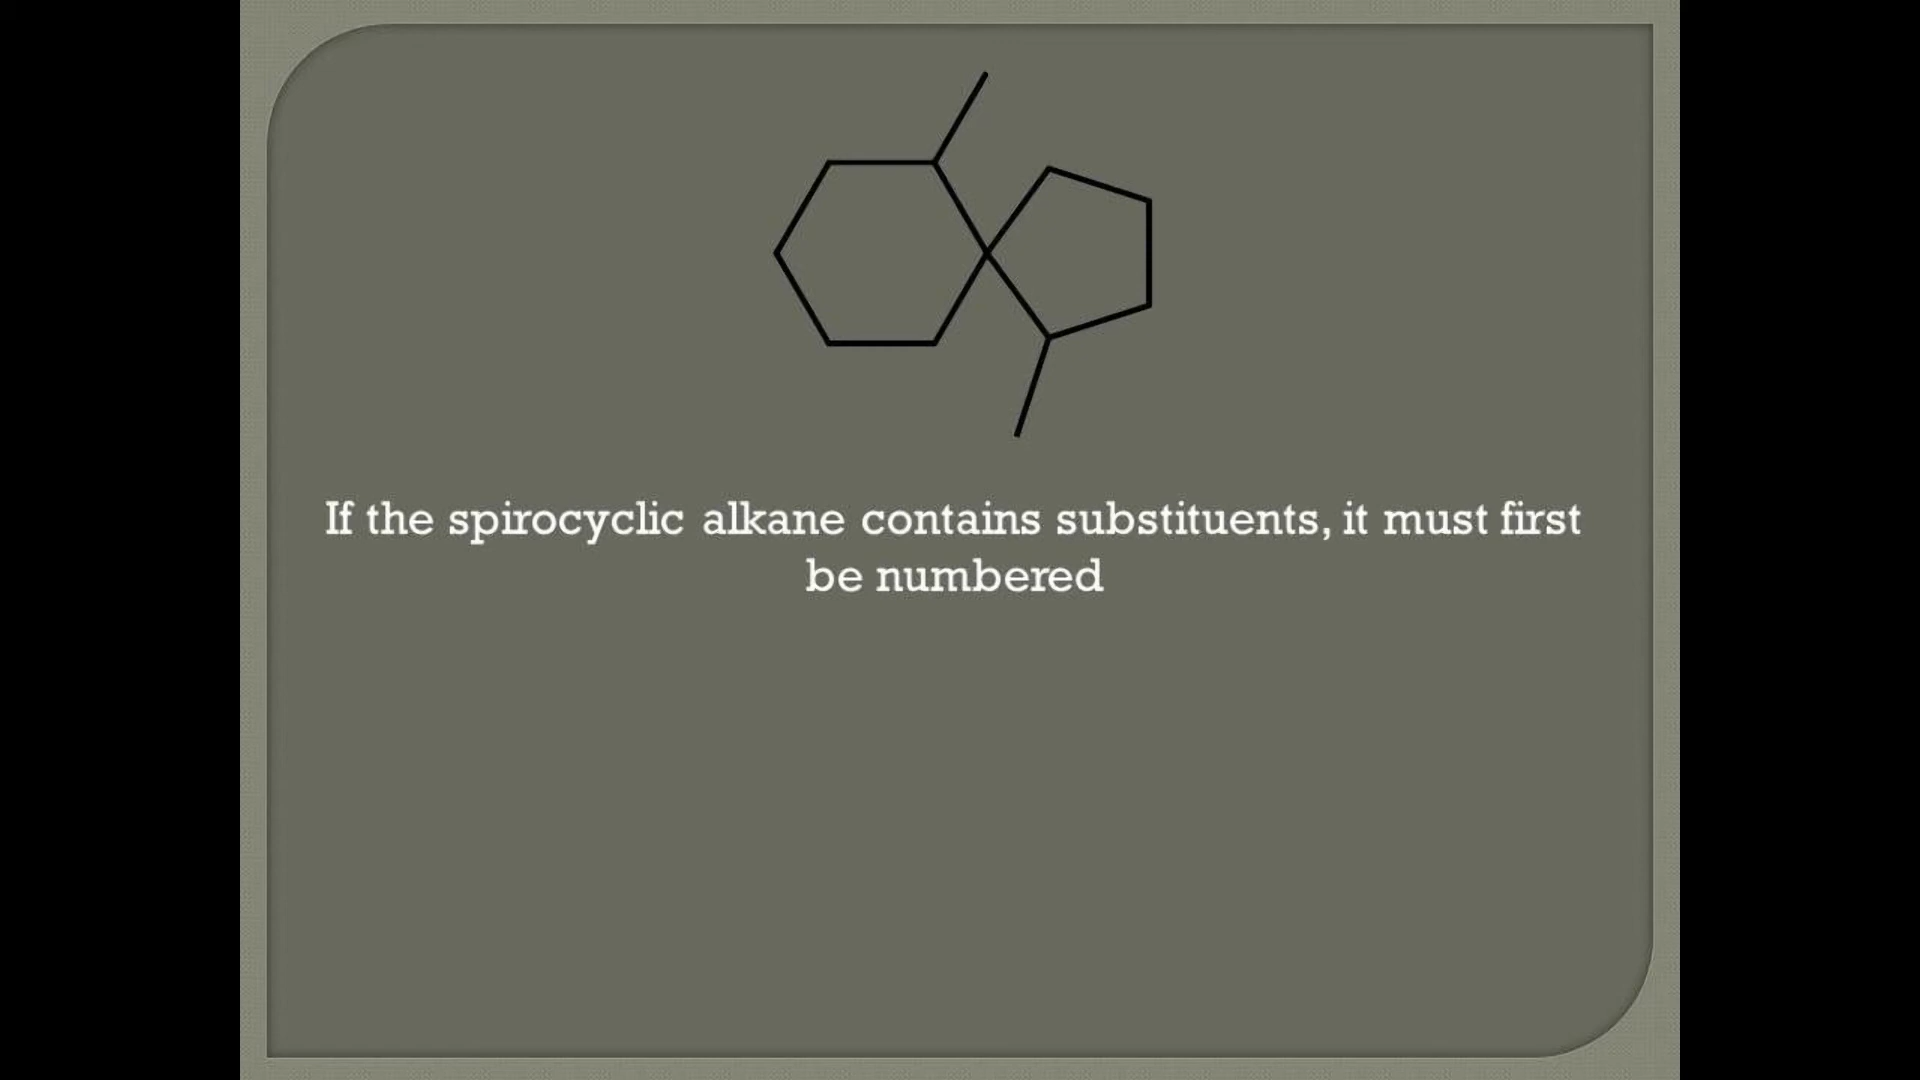 If the spirocyclic alkane contains substituents, it must first
be numbered